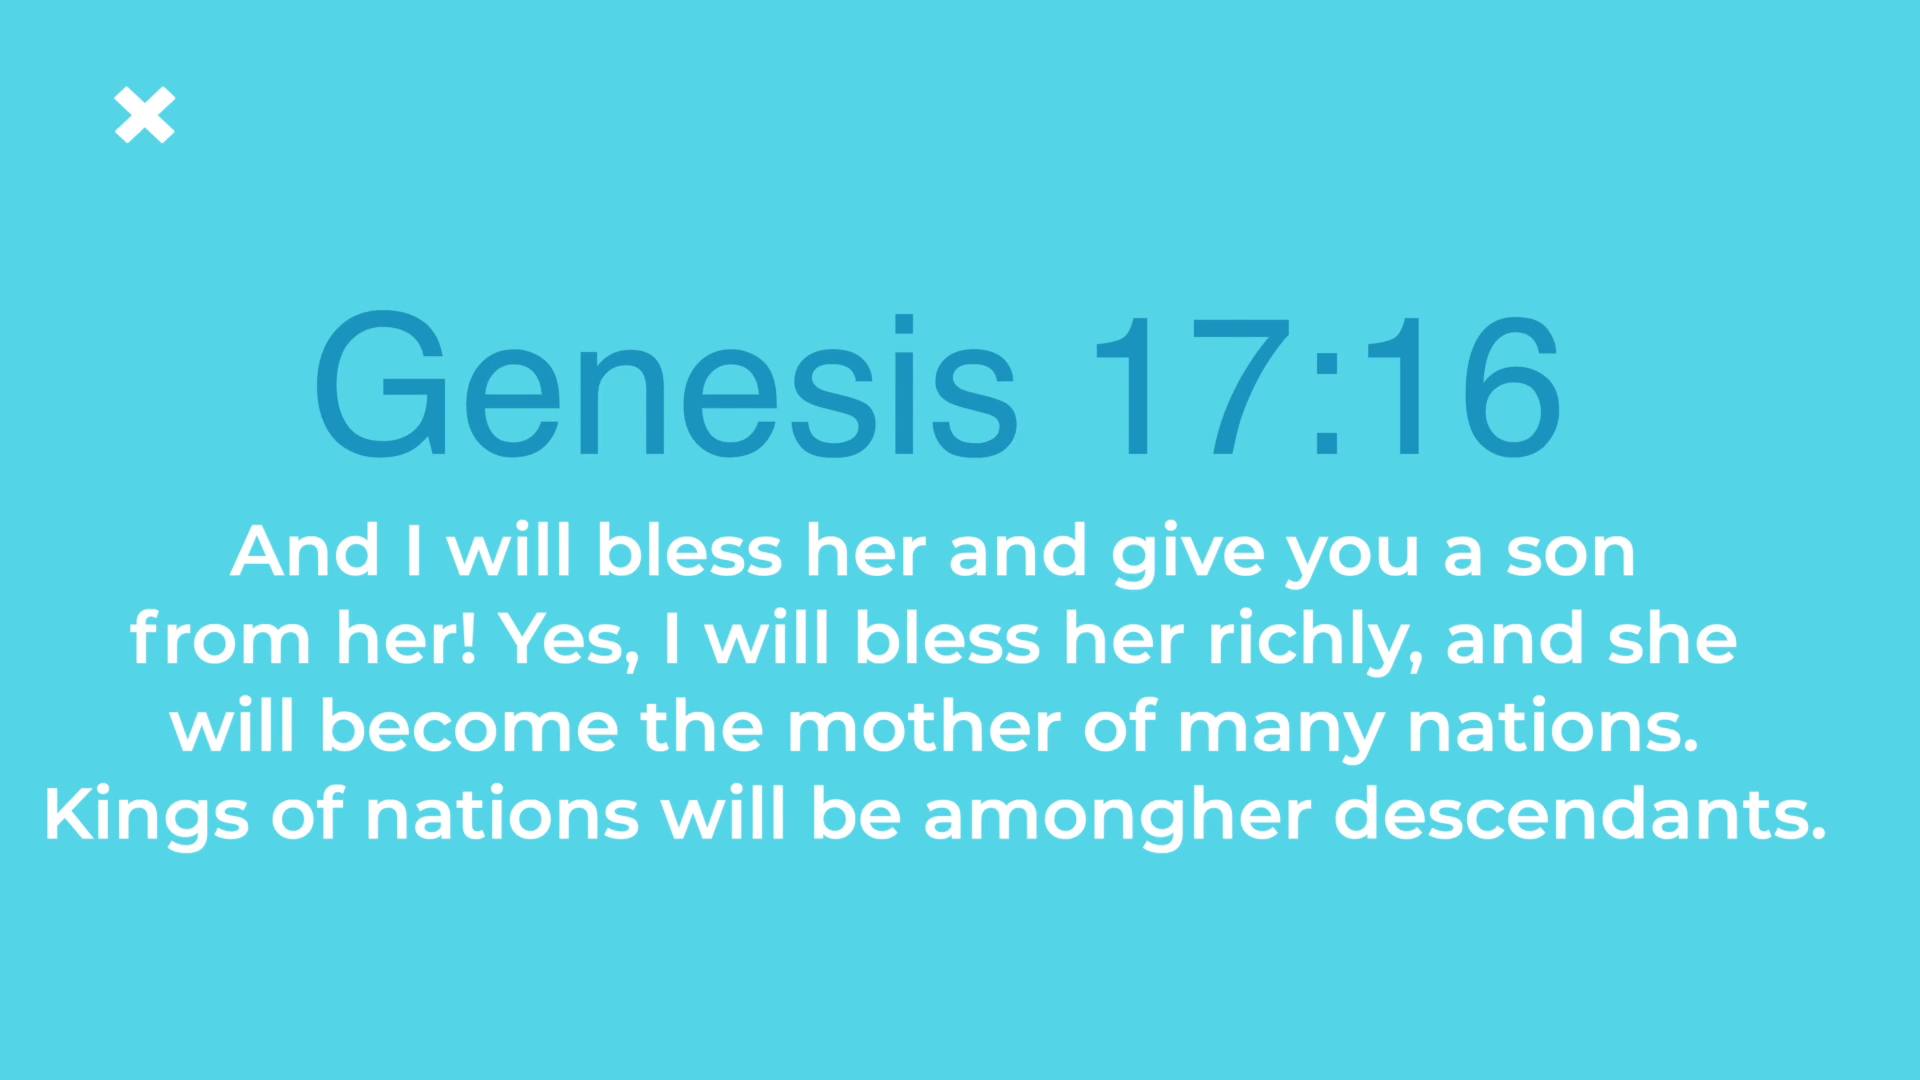 Genesis 17:16
And I will bless her and give you a son
from her! Yes, I will bless her richly, and she
will become the mother of many nations.
Kings of nations will be amongher descendants.